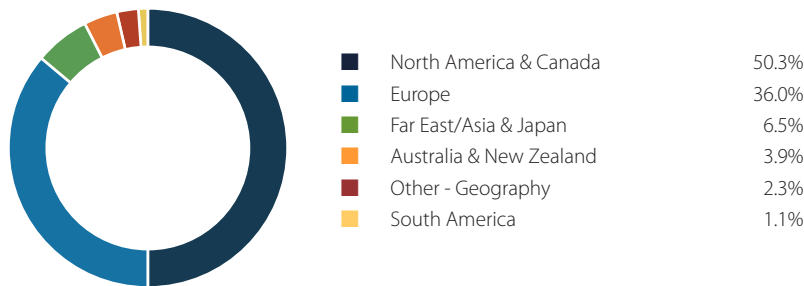 North America & Canada 50.3%
Europe 36.0%
Far East/Asia & Japan 6.5%
Australia & New Zealand 3.9%
Other - Geography 2.3%
South America 1.1%